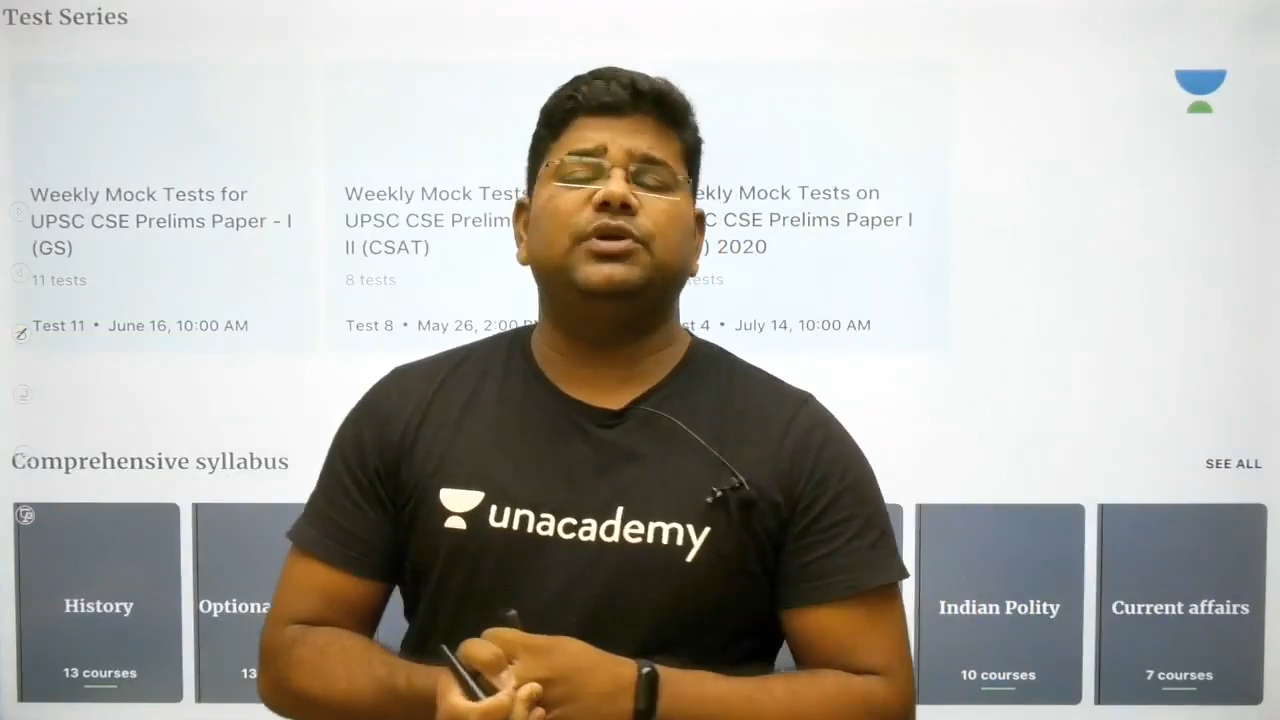 Test Series
Weekly Mock Tests for
UPSC CSE Prelims Paper - I
(GS)
11 tests
Test 11 • June 16, 10:00 AM
Weekly Mock Tests
UPSC CSE Prelim
II (CSAT)
8 tests
Test 8 • May 26, 2:00
ekly Mock Tests on
C CSE Prelims Paper I
) 2020
tests
st 4 • July 14, 10:00 AM
Comprehensive syllabus
SEE ALL
unacademy
History
13 courses
Optiona
13
Indian Polity
10 courses
Current affairs
7 courses